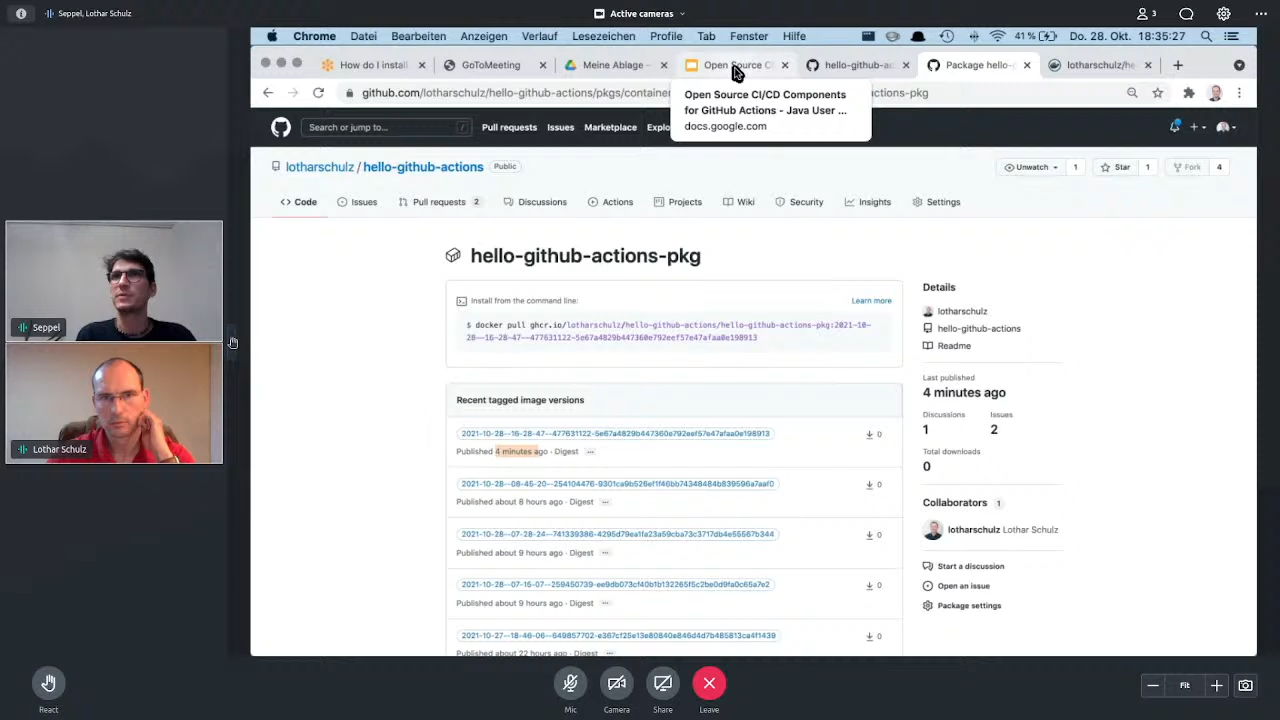 Seppel, Lothar Schulz
Active cameras
3
Chrome Datei Bearbeiten Anzeigen Verlauf Lesezeichen Profile Tab Fenster Hilfe 41 % Do. 28. Okt. 18:35:27
How do I install
GoToMeeting
Meine Ablage –
Open Source CI
hello-github-ac
Package hello-
lotharschulz/he
github.com/lotharschulz/hello-github-actions/pkgs/container
actions-pkg
Open Source CI/CD Components
for GitHub Actions - Java User ...
docs.google.com
Search or jump to... /
Pull requests Issues Marketplace Explo
lotharschulz / hello-github-actions Public
Unwatch 1 Star 1 Fork 4
Code Issues Pull requests 2 Discussions Actions Projects Wiki Security Insights Settings
hello-github-actions-pkg
Install from the command line:
Learn more
$ docker pull ghcr.io/lotharschulz/hello-github-actions/hello-github-actions-pkg:2021-10-
28--16-28-47--477631122-5e67a4829b447360e792eef57e47afaa0e198913
Recent tagged image versions
2021-10-28--16-28-47--477631122-5e67a4829b447360e792eef57e47afaa0e198913
0
Published 4 minutes ago · Digest ...
2021-10-28--08-45-20--254104476-9301ca9b526ef1f46bb74348484b839596a7aaf0
0
Published about 8 hours ago · Digest ...
2021-10-28--07-28-24--741339386-4295d79ea1fa23a59cba73c3717db4e55567b344
0
Published about 9 hours ago · Digest ...
2021-10-28--07-15-07--259450739-ee9db073cf40b1b132265f5c2be0d9fa0c65a7e2
0
Published about 9 hours ago · Digest ...
2021-10-27--18-46-06--649857702-e367cf25e13e80840e846d4d7b485813ca4f1439
0
Published about 22 hours ago · Digest ...
Details
lotharschulz
hello-github-actions
Readme
Last published
4 minutes ago
Discussions Issues
1 2
Total downloads
0
Collaborators 1
lotharschulz Lothar Schulz
Start a discussion
Open an issue
Package settings
Seppel
Lothar Schulz
React
Mic
Camera
Share
Leave
Fit